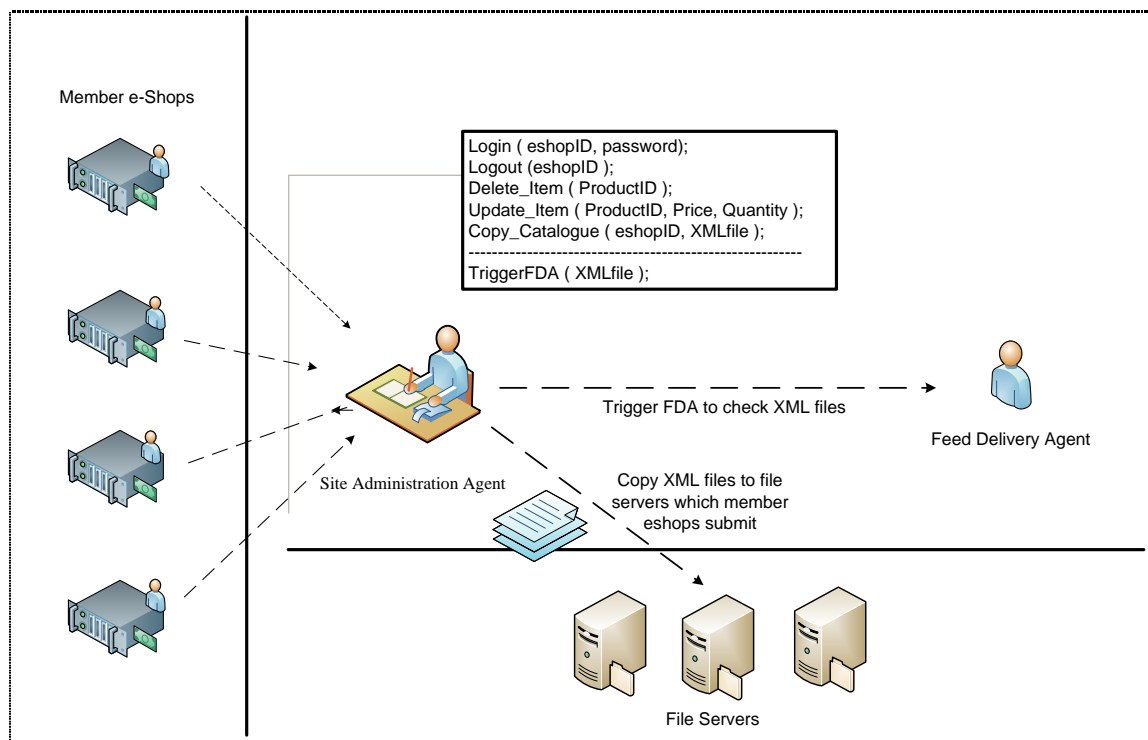 Member e-Shops
Login ( eshopID, password);
Logout (eshopID );
Delete_Item ( ProductID );
Update_Item ( ProductID, Price, Quantity );
Copy_Catalogue ( eshopID, XMLfile );
----------------------------------------------------------
TriggerFDA ( XMLfile );
Trigger FDA to check XML files
Feed Delivery Agent
Site Administration Agent
Copy XML files to file
servers which member
eshops submit
File Servers